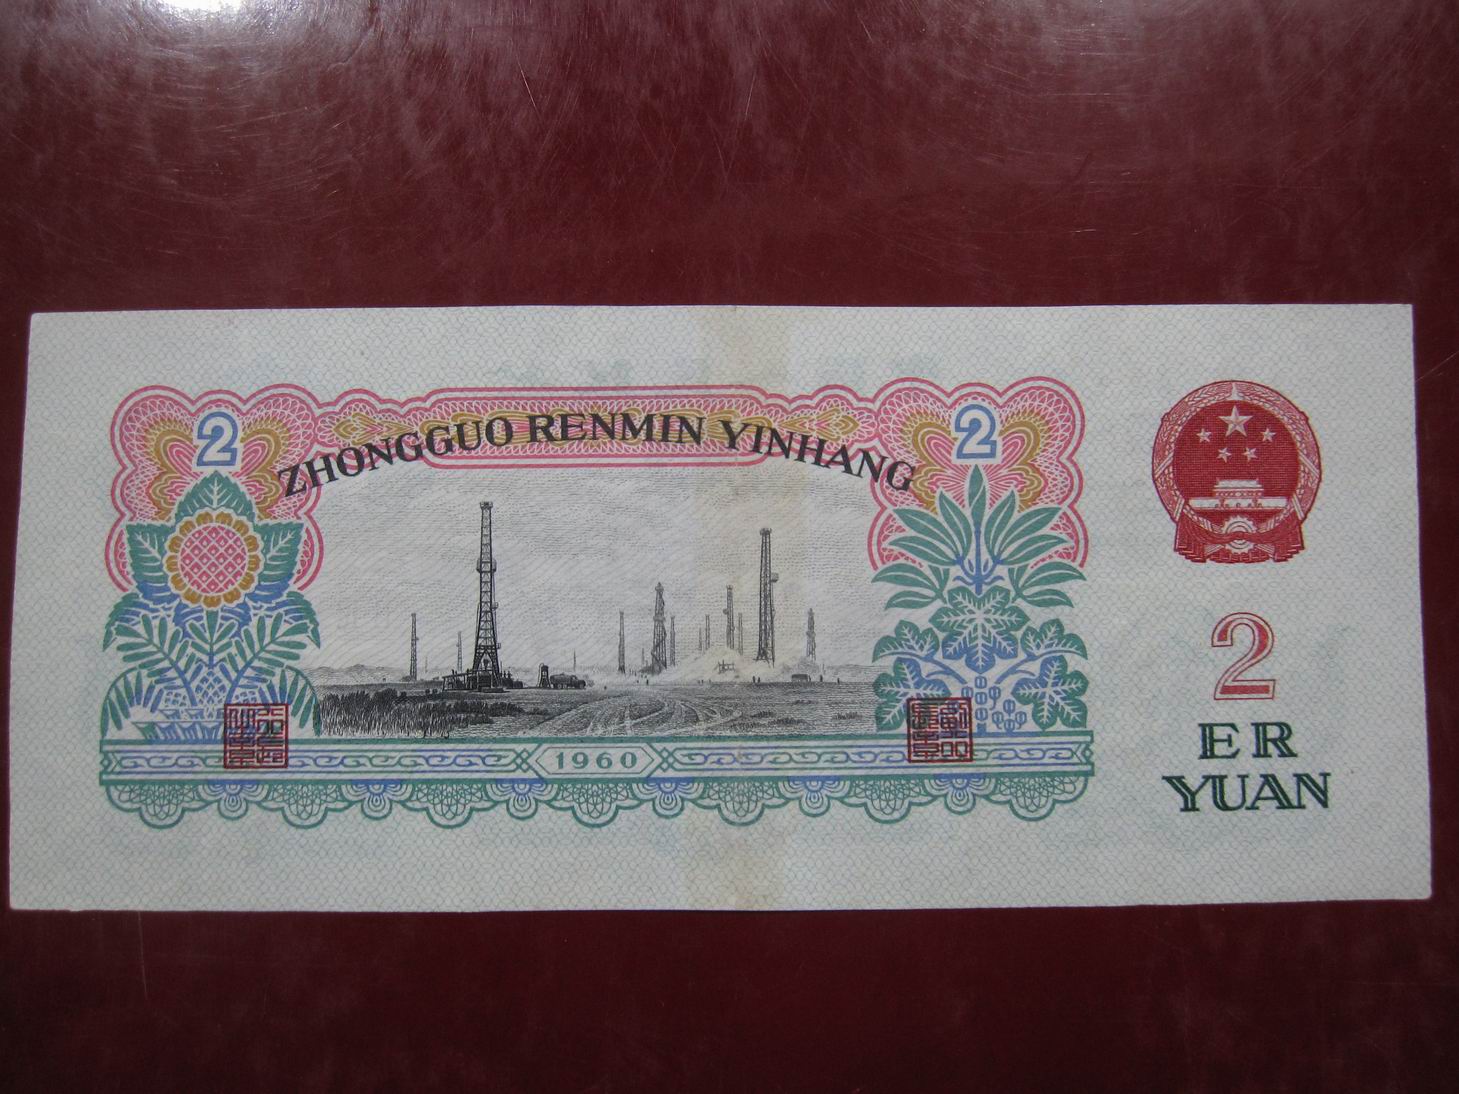 2
2
ZHONGGUO RENMIN YINHANG
1960
2
ER
YUAN